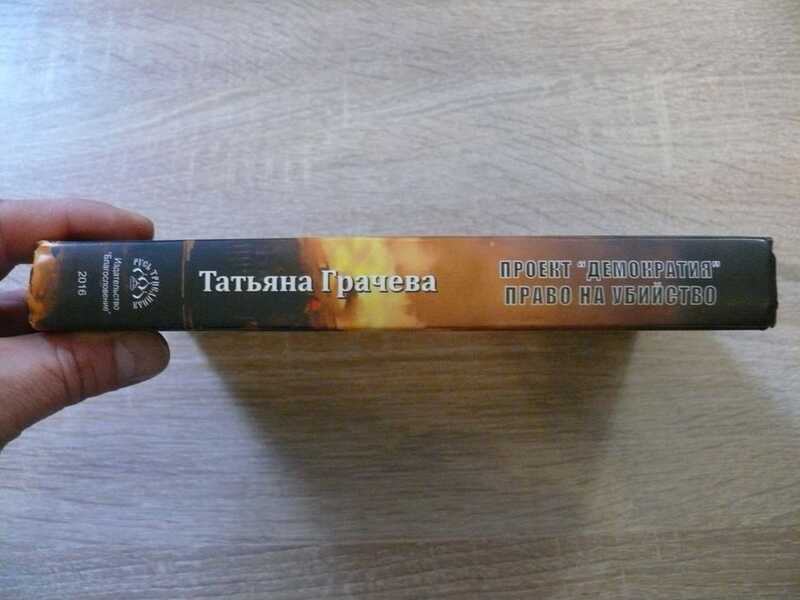 Татьяна Грачева
ПРОЕКТ "ДЕМОКРАТИЯ"
ПРАВО НА УБИЙСТВО
Издательство
"Благословение"
2016